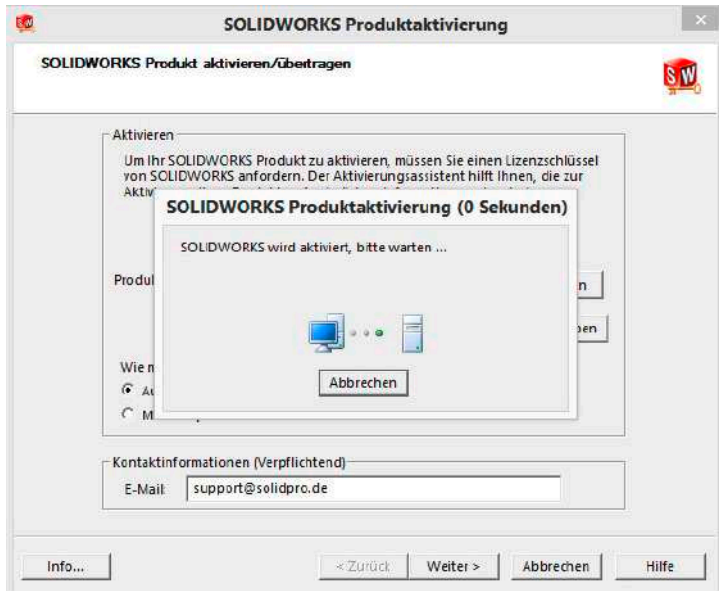 SOLIDWORKS Produktaktivierung
SOLIDWORKS Produkt aktivieren/übertragen
SW
Aktivieren
Um Ihr SOLIDWORKS Produkt zu aktivieren, müssen Sie einen Lizenzschlüssel
von SOLIDWORKS anfordern. Der Aktivierungsassistent hilft Ihnen, die zur
SOLIDWORKS Produktaktivierung (0 Sekunden)
SOLIDWORKS wird aktiviert, bitte warten ...
Abbrechen
Kontaktinformationen (Verpflichtend)
E-Mail: support@solidpro.de
Info... < Zurück Weiter > Abbrechen Hilfe